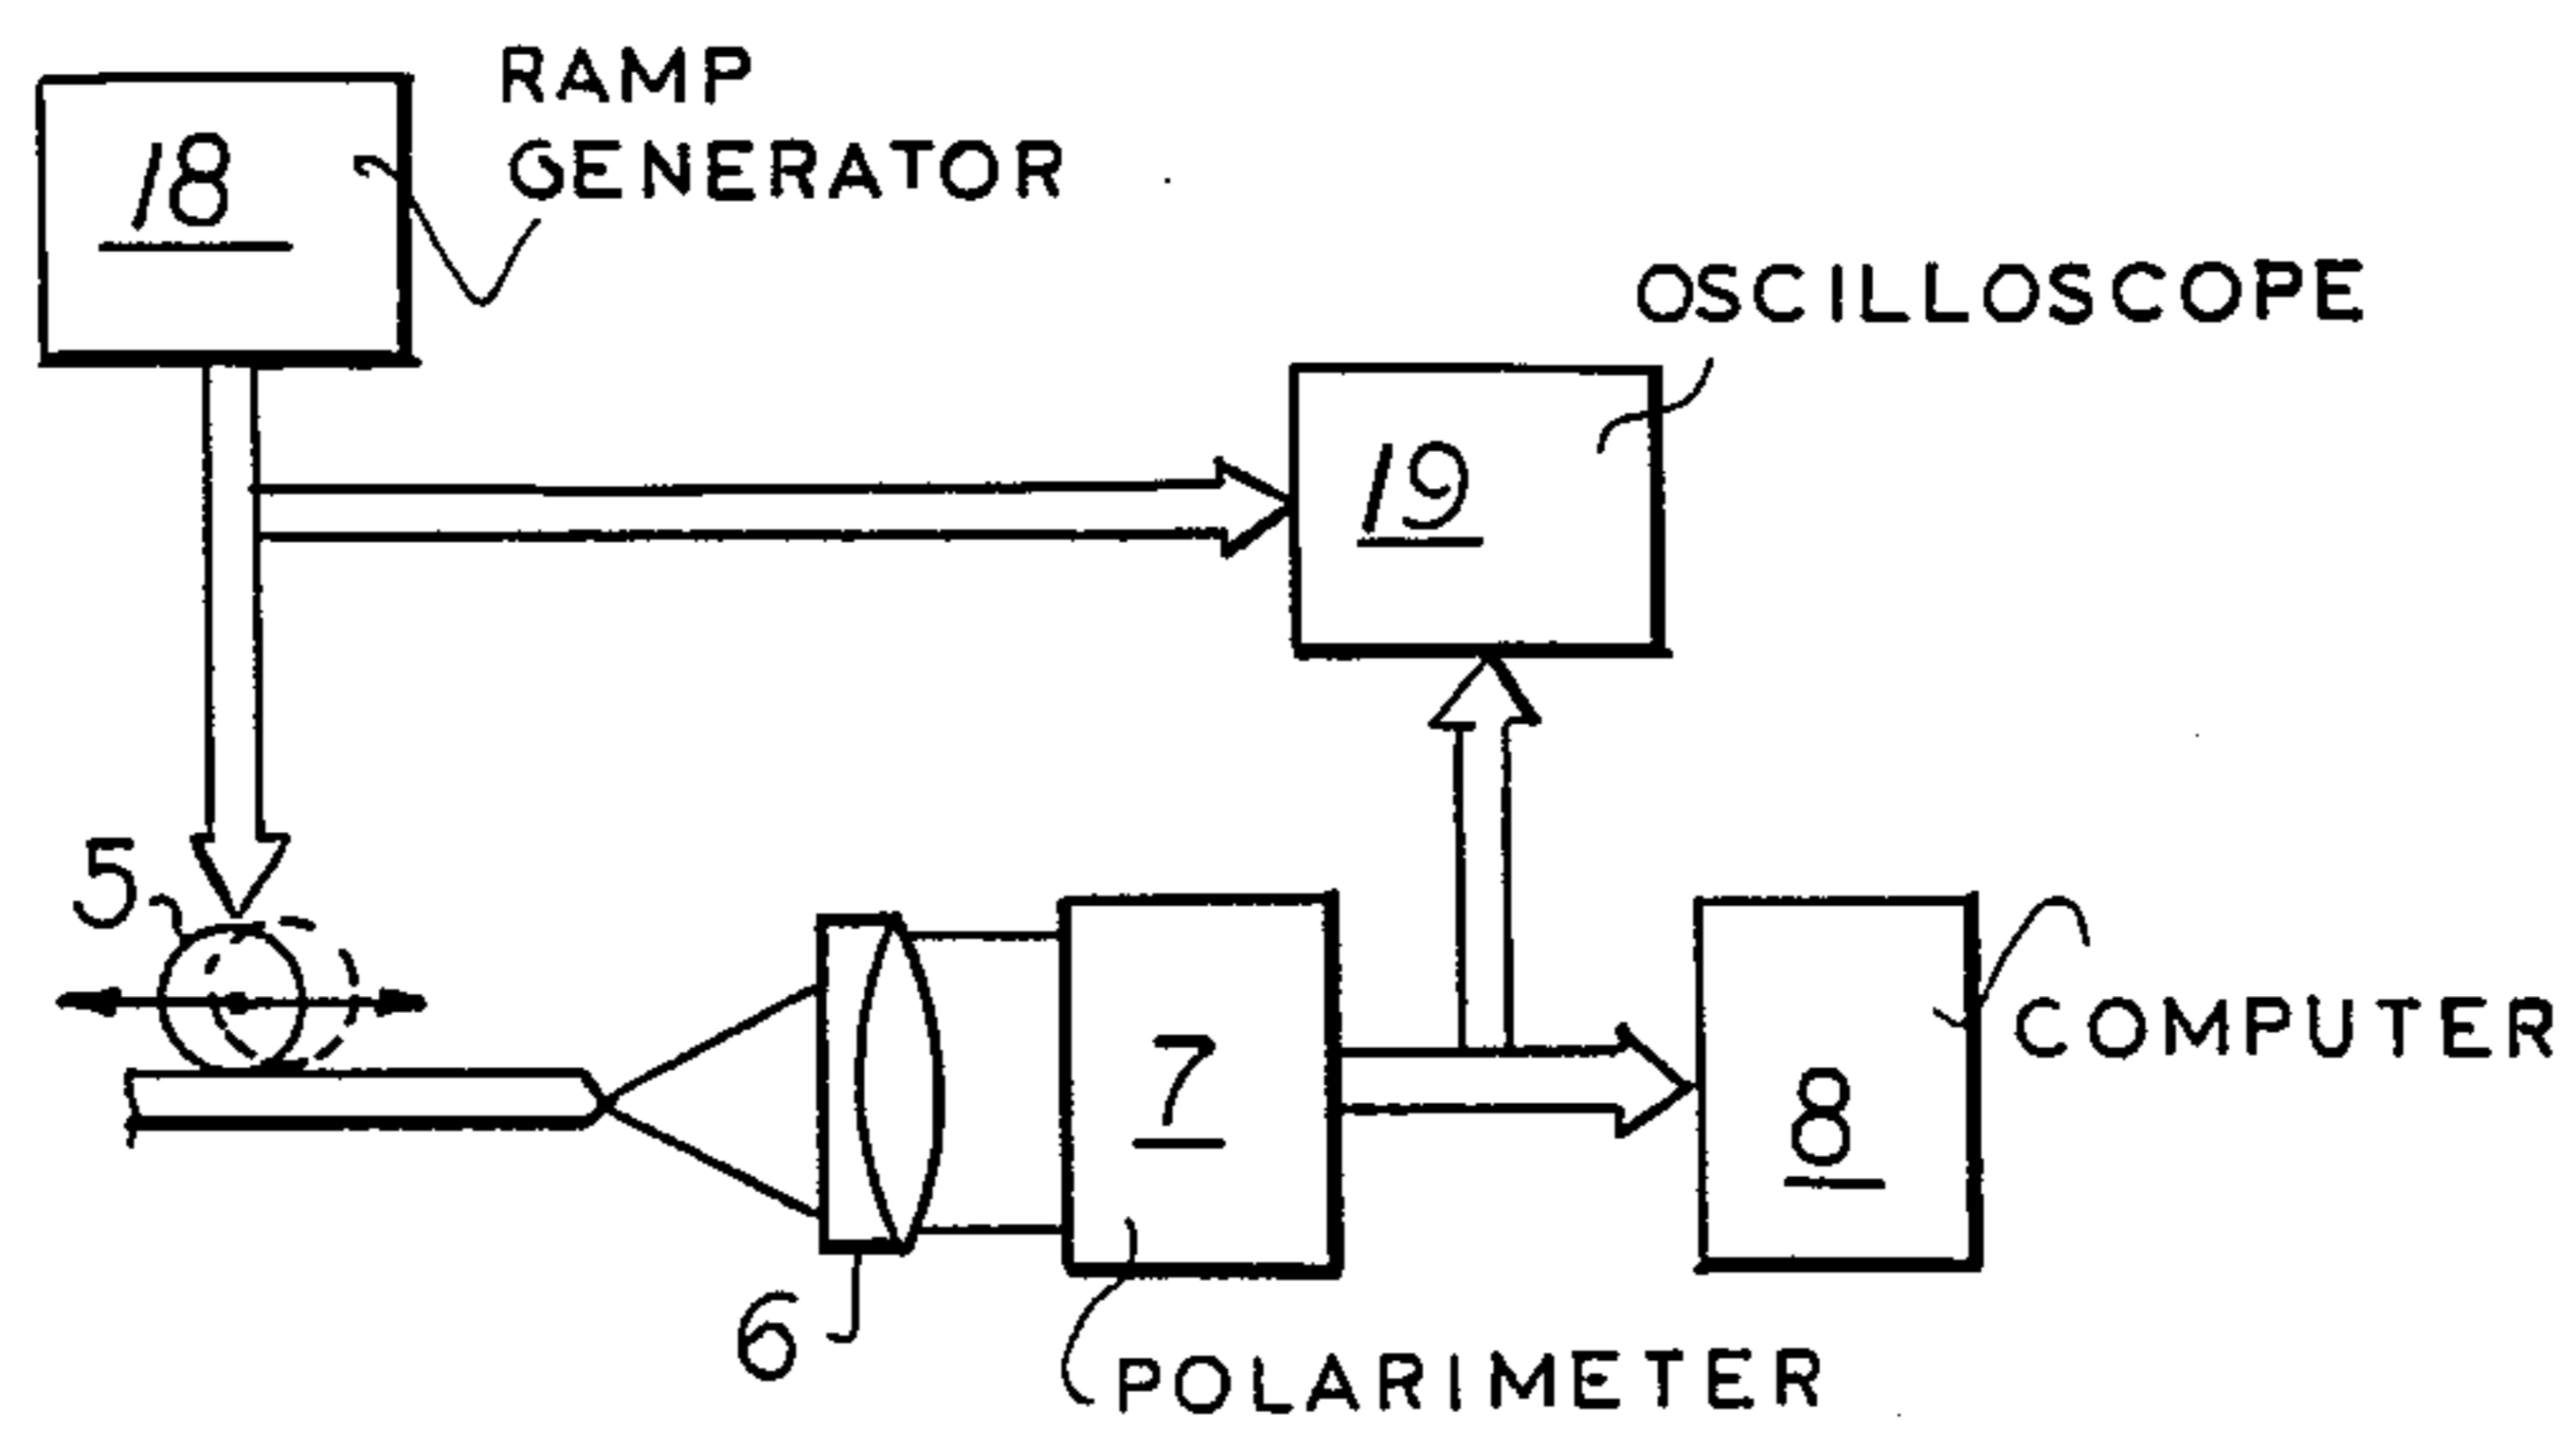 RAMP
GENERATOR
18
OSCILLOSCOPE
19
5
7
8
COMPUTER
6
POLARIMETER